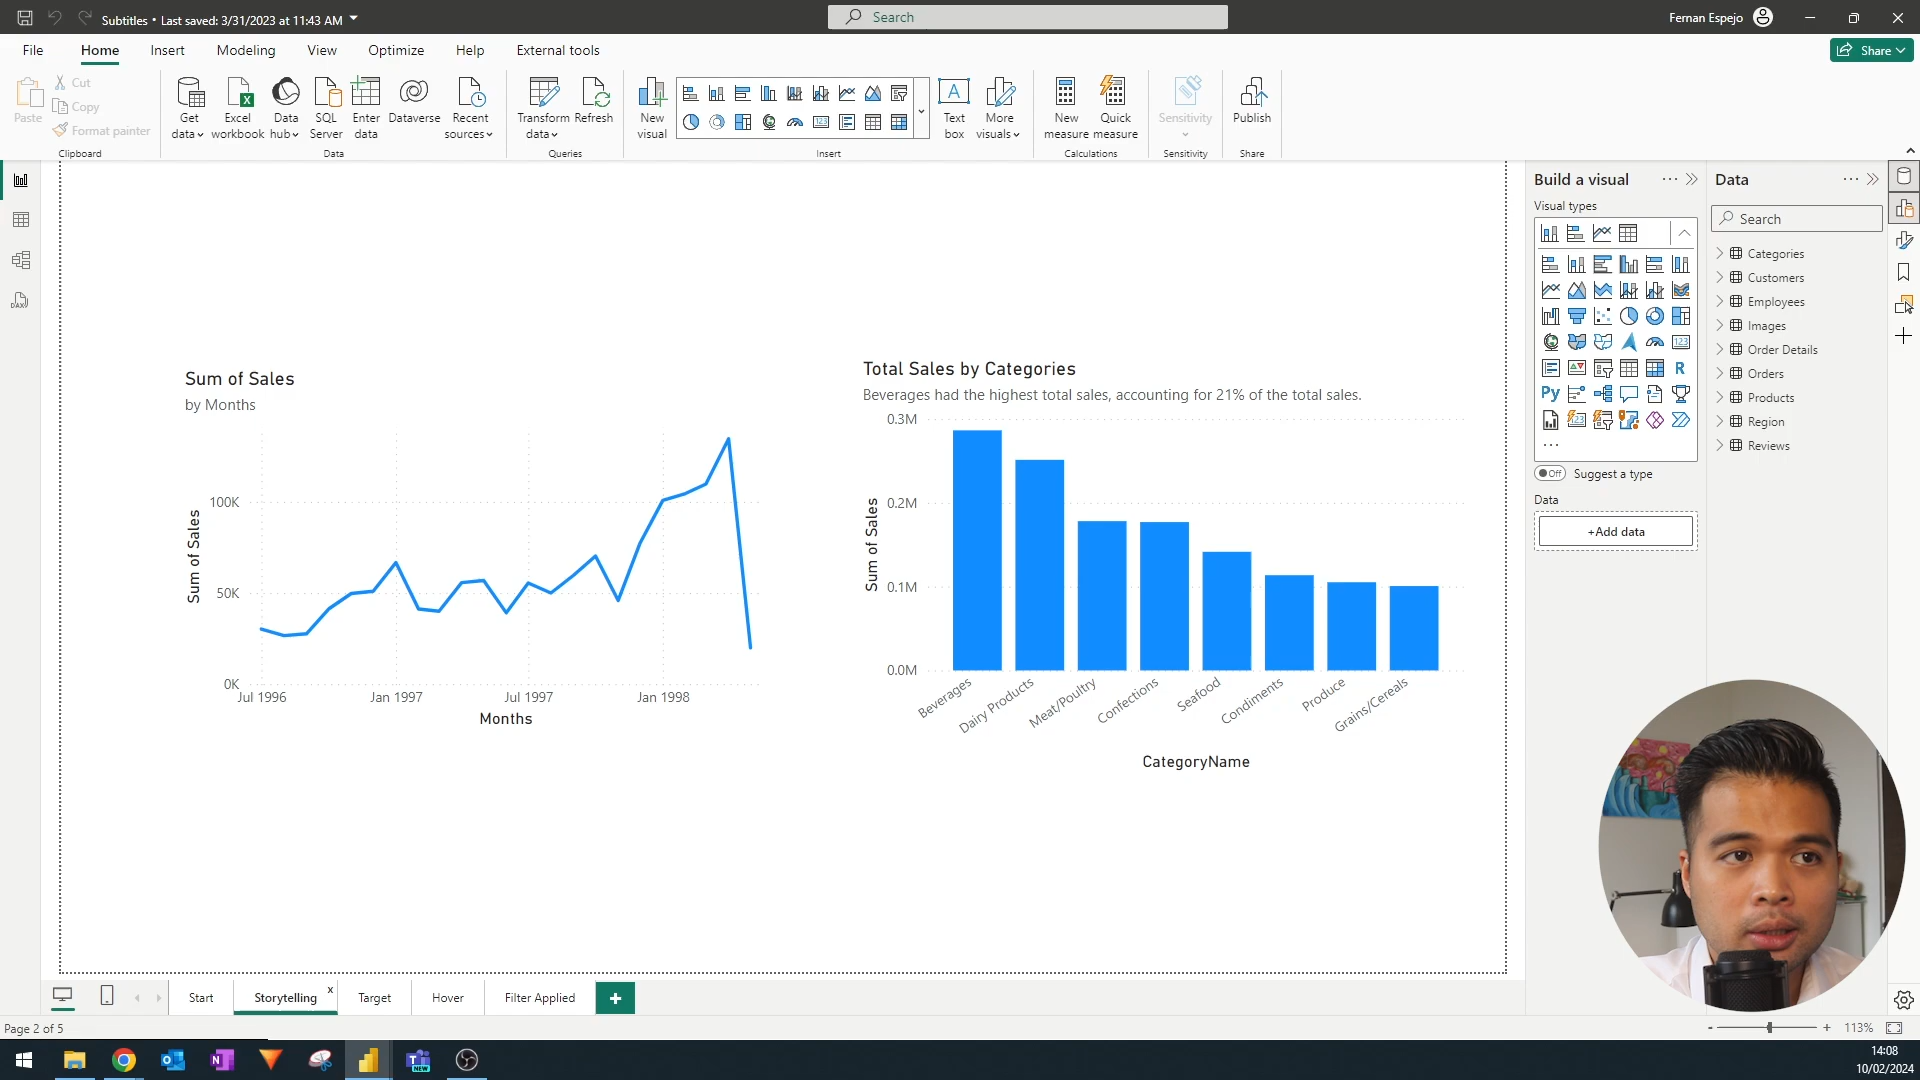 Subtitles • Last saved: 3/31/2023 at 11:43 AM
Search
Fernan Espejo
File Home Insert Modeling View Optimize Help External tools
Share
Paste
Cut
Copy
Format painter
Clipboard
Get data
Excel workbook
Data hub
SQL Server
Enter data
Dataverse
Recent sources
Data
Transform data
Refresh
Queries
New visual
Text box
More visuals
Insert
New measure
Quick measure
Calculations
Sensitivity
Sensitivity
Publish
Share
Sum of Sales
by Months
Sum of Sales
100K
50K
0K
Jul 1996 Jan 1997 Jul 1997 Jan 1998
Months
Total Sales by Categories
Beverages had the highest total sales, accounting for 21% of the total sales.
Sum of Sales
0.3M
0.2M
0.1M
0.0M
Beverages
Dairy Products
Meat/Poultry
Confections
Seafood
Condiments
Produce
Grains/Cereals
CategoryName
Build a visual
Visual types
123
R
Py
123
Off
Suggest a type
Data
+Add data
Data
Search
Categories
Customers
Employees
Images
Order Details
Orders
Products
Region
Reviews
DAX
Start
Storytelling
x
Target
Hover
Filter Applied
+
Page 2 of 5
- + 113%
NEW
14:08
10/02/2024